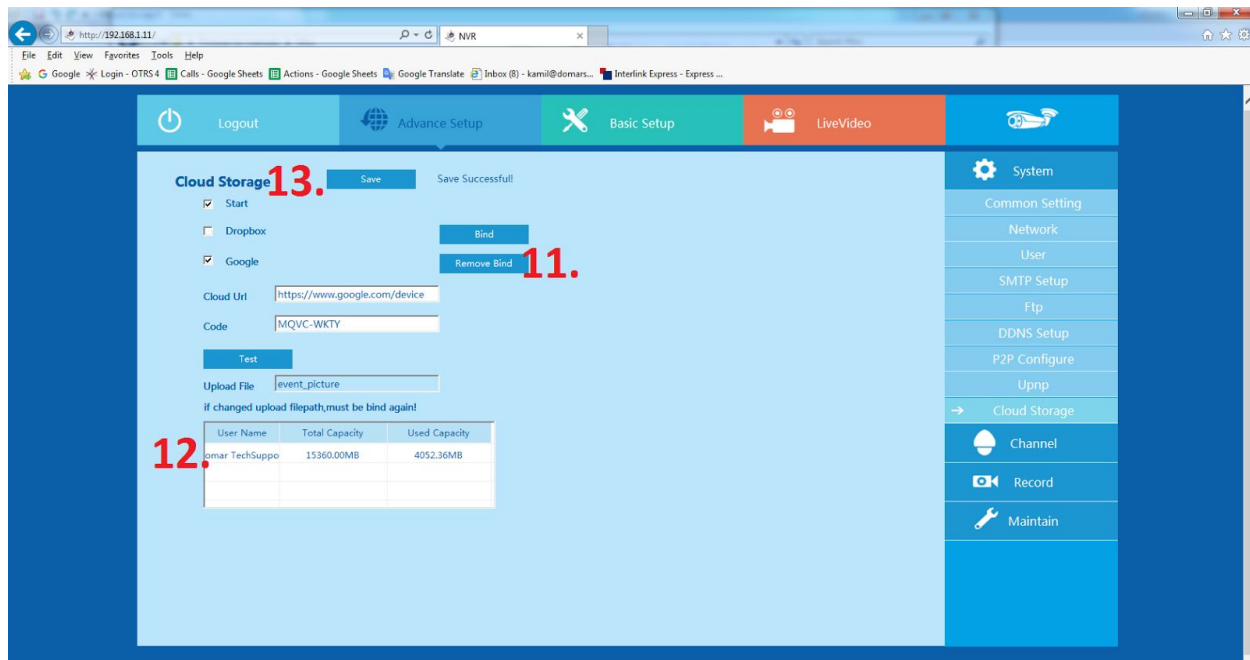 http://192.168.1.11/
NVR
File Edit View Favorites Tools Help
Google Login - OTRS 4 Calls - Google Sheets Actions - Google Sheets Google Translate Inbox (8) - kamil@domars... Interlink Express - Express ...
Logout Advance Setup Basic Setup LiveVideo
Cloud Storage 13. Save Save Successful!
Start
Dropbox Bind
Google Remove Bind 11.
Cloud Url https://www.google.com/device
Code MQVC-WKTY
Test
Upload File event_picture
if changed upload filepath,must be bind again!
User Name Total Capacity Used Capacity
12. omar TechSuppo 15360.00MB 4052.36MB
System
Common Setting
Network
User
SMTP Setup
Ftp
DDNS Setup
P2P Configure
Upnp
Cloud Storage
Channel
Record
Maintain